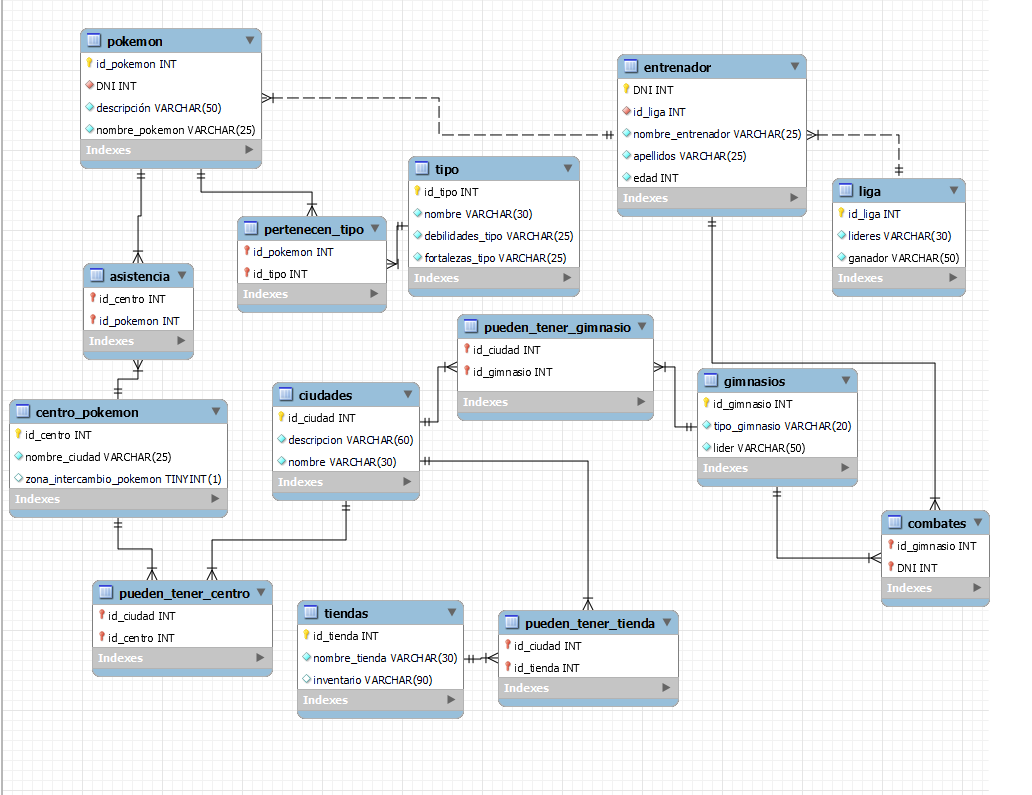 pokemon
id_pokemon INT
DNI INT
descripción VARCHAR(50)
nombre_pokemon VARCHAR(25)
Indexes
entrenador
DNI INT
id_liga INT
nombre_entrenador VARCHAR(25)
apellidos VARCHAR(25)
edad INT
Indexes
tipo
id_tipo INT
nombre VARCHAR(30)
debilidades_tipo VARCHAR(25)
fortalezas_tipo VARCHAR(25)
Indexes
liga
id_liga INT
lideres VARCHAR(30)
ganador VARCHAR(50)
Indexes
pertenecen_tipo
id_pokemon INT
id_tipo INT
Indexes
asistencia
id_centro INT
id_pokemon INT
Indexes
pueden_tener_gimnasio
id_ciudad INT
id_gimnasio INT
Indexes
gimnasios
id_gimnasio INT
tipo_gimnasio VARCHAR(20)
lider VARCHAR(50)
Indexes
ciudades
id_ciudad INT
descripcion VARCHAR(60)
nombre VARCHAR(30)
Indexes
centro_pokemon
id_centro INT
nombre_ciudad VARCHAR(25)
zona_intercambio_pokemon TINYINT(1)
Indexes
combates
id_gimnasio INT
DNI INT
Indexes
pueden_tener_centro
id_ciudad INT
id_centro INT
Indexes
tiendas
id_tienda INT
nombre_tienda VARCHAR(30)
inventario VARCHAR(90)
Indexes
pueden_tener_tienda
id_ciudad INT
id_tienda INT
Indexes